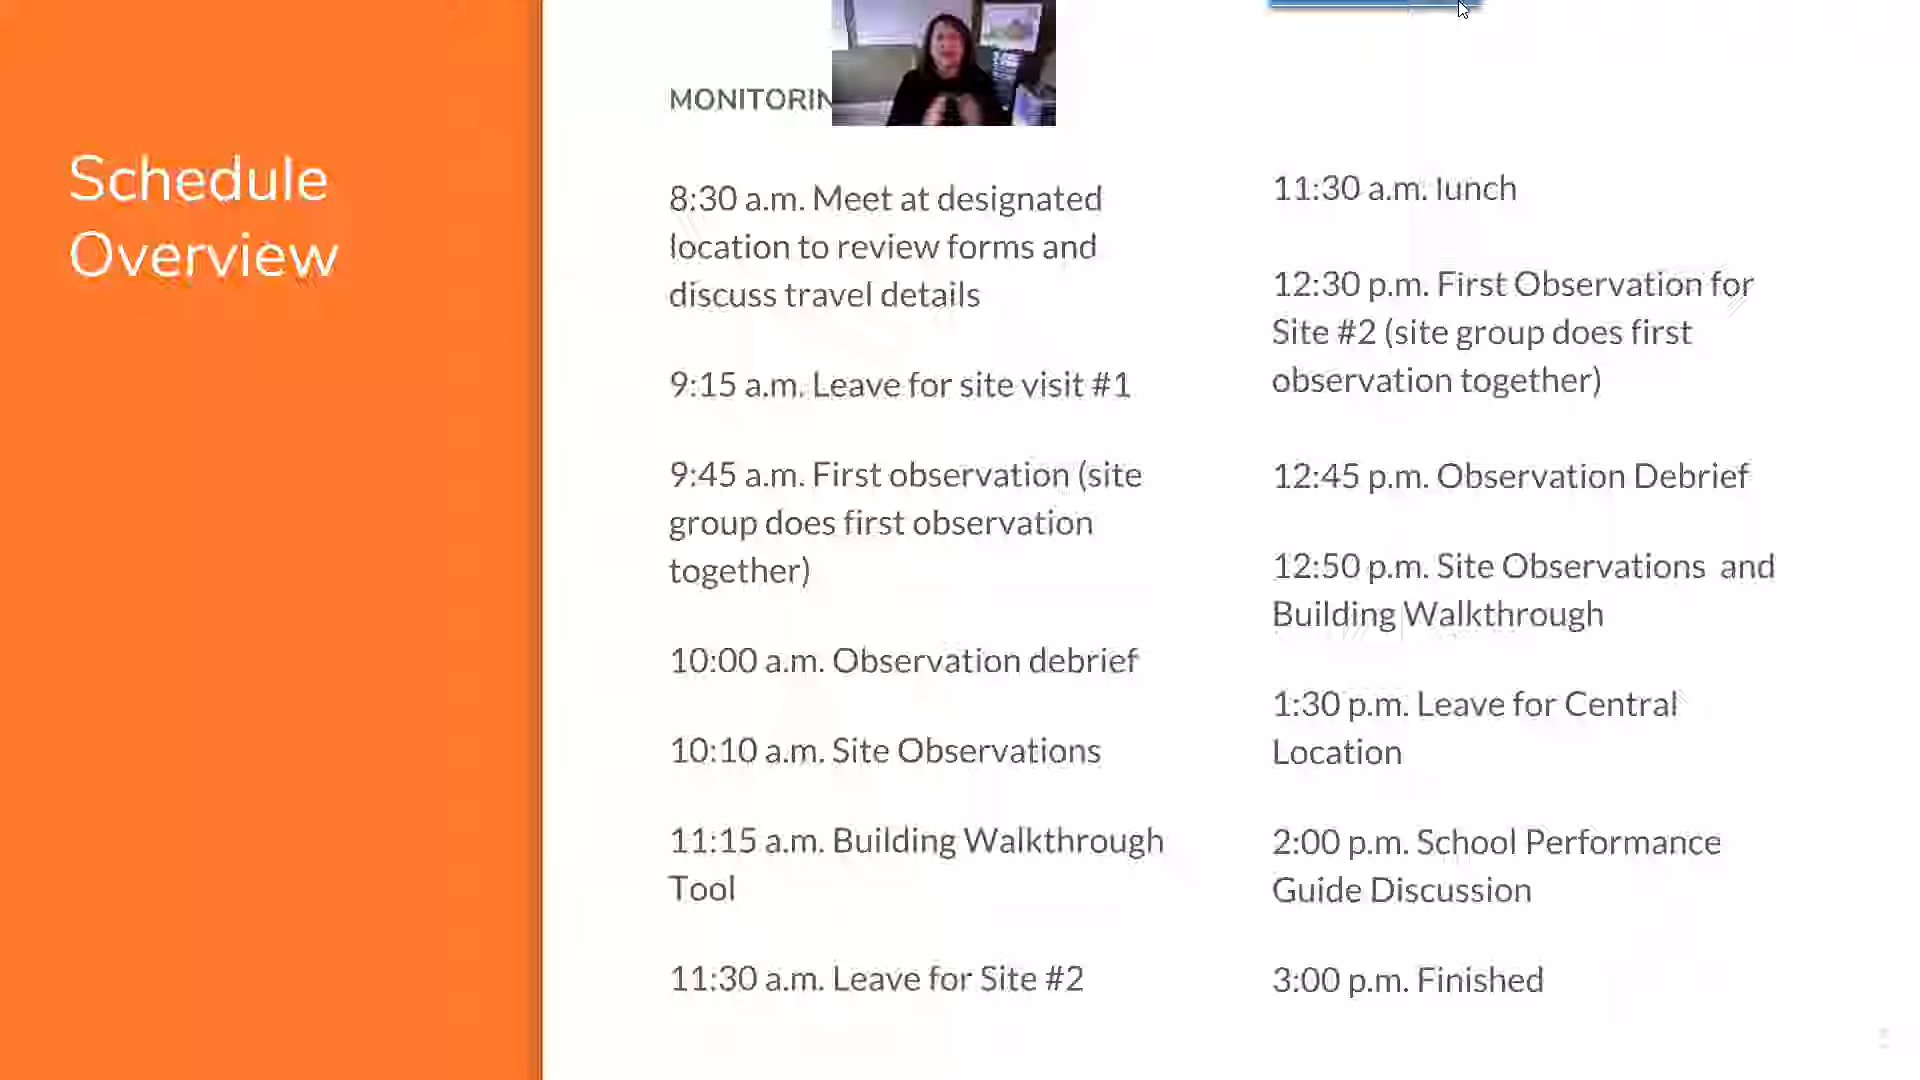 Schedule
Overview
8:30 a.m. Meet at designated
location to review forms and
discuss travel details
9:15 a.m. Leave for site visit #1
9:45 a.m. First observation (site
group does first observation
together)
10:00 a.m. Observation debrief
10:10 a.m. Site Observations
11:15 a.m. Building Walkthrough
Tool
11:30 a.m. Leave for Site #2
11:30 a.m. lunch
12:30 p.m. First Observation for
Site #2 (site group does first
observation together)
12:45 p.m. Observation Debrief
12:50 p.m. Site Observations  and
Building Walkthrough
1:30 p.m. Leave for Central
Location
2:00 p.m. School Performance
Guide Discussion
3:00 p.m. Finished